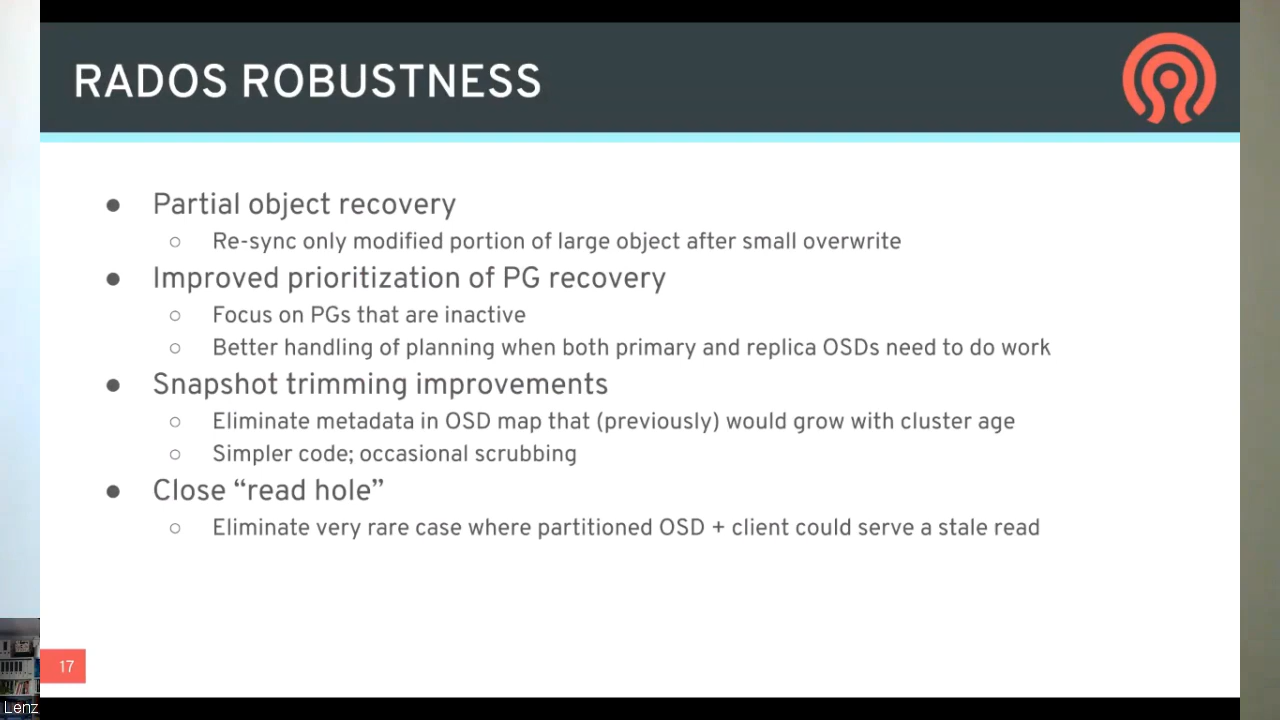 RADOS ROBUSTNESS
● Partial object recovery
○ Re-sync only modified portion of large object after small overwrite
● Improved prioritization of PG recovery
○ Focus on PGs that are inactive
○ Better handling of planning when both primary and replica OSDs need to do work
● Snapshot trimming improvements
○ Eliminate metadata in OSD map that (previously) would grow with cluster age
○ Simpler code; occasional scrubbing
● Close “read hole”
○ Eliminate very rare case where partitioned OSD + client could serve a stale read
17
Lenz